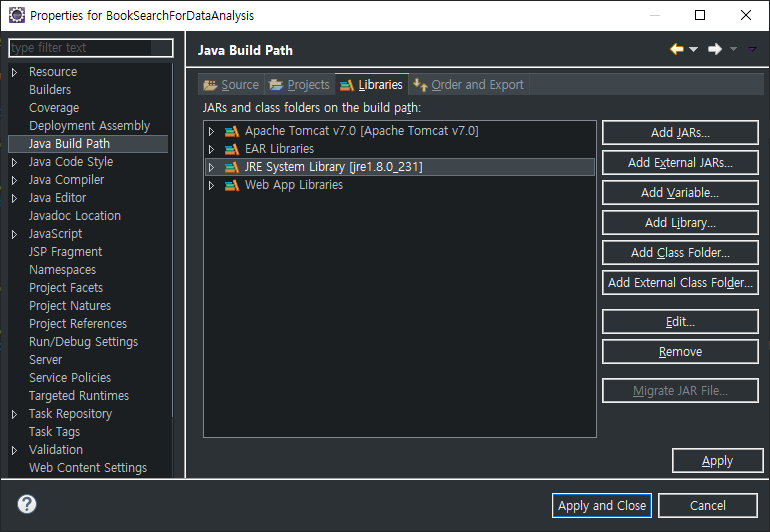 Properties for BookSearchForDataAnalysis
type filter text
Resource
Builders
Coverage
Deployment Assembly
Java Build Path
Java Code Style
Java Compiler
Java Editor
Javadoc Location
JavaScript
JSP Fragment
Namespaces
Project Facets
Project Natures
Project References
Run/Debug Settings
Server
Service Policies
Targeted Runtimes
Task Repository
Task Tags
Validation
Web Content Settings
Java Build Path
Source Projects Libraries Order and Export
JARs and class folders on the build path:
Apache Tomcat v7.0 [Apache Tomcat v7.0]
EAR Libraries
JRE System Library [jre1.8.0_231]
Web App Libraries
Add JARs...
Add External JARs...
Add Variable...
Add Library...
Add Class Folder...
Add External Class Folder...
Edit...
Remove
Migrate JAR File...
Apply
?
Apply and Close
Cancel